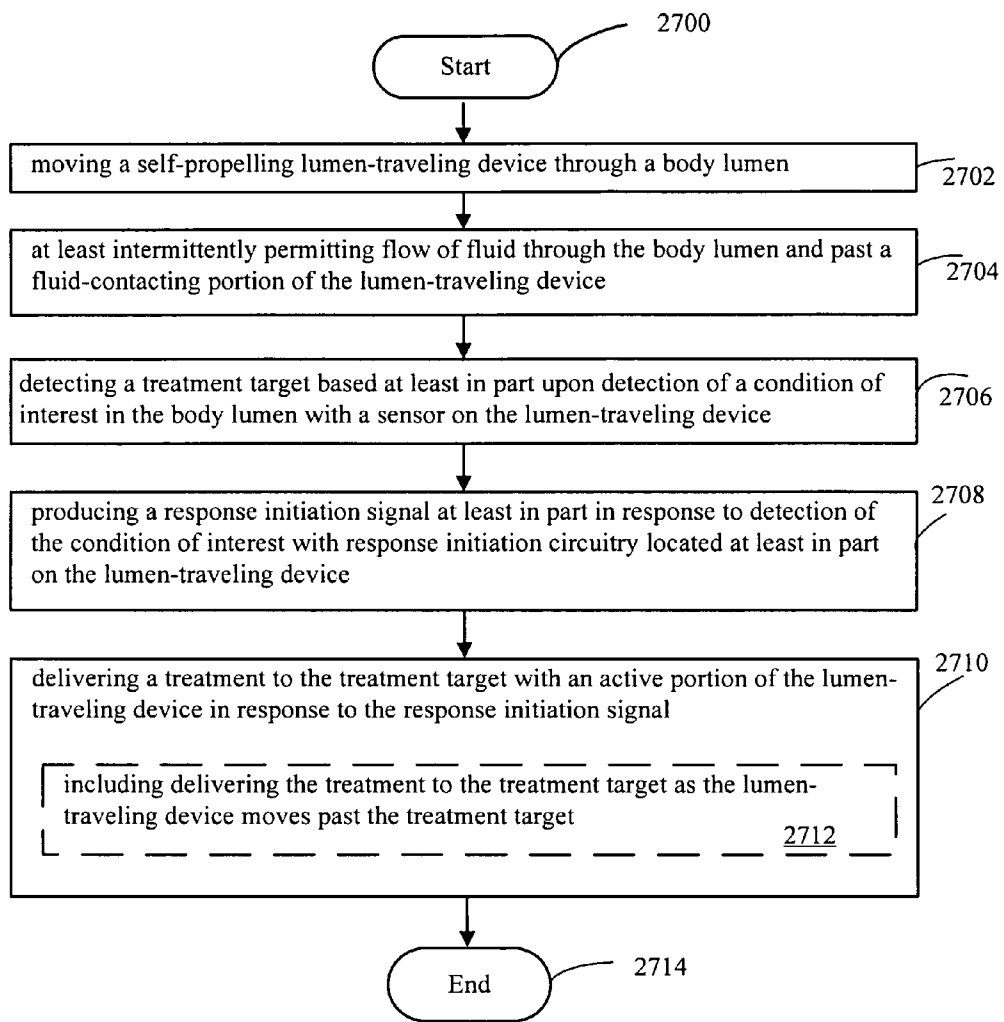 2700
Start
moving a self-propelling lumen-traveling device through a body lumen
2702
at least intermittently permitting flow of fluid through the body lumen and past a
fluid-contacting portion of the lumen-traveling device
2704
detecting a treatment target based at least in part upon detection of a condition of
interest in the body lumen with a sensor on the lumen-traveling device
2706
producing a response initiation signal at least in part in response to detection of
the condition of interest with response initiation circuitry located at least in part
on the lumen-traveling device
2708
delivering a treatment to the treatment target with an active portion of the lumen-
traveling device in response to the response initiation signal
2710
including delivering the treatment to the treatment target as the lumen-
traveling device moves past the treatment target
2712
End
2714